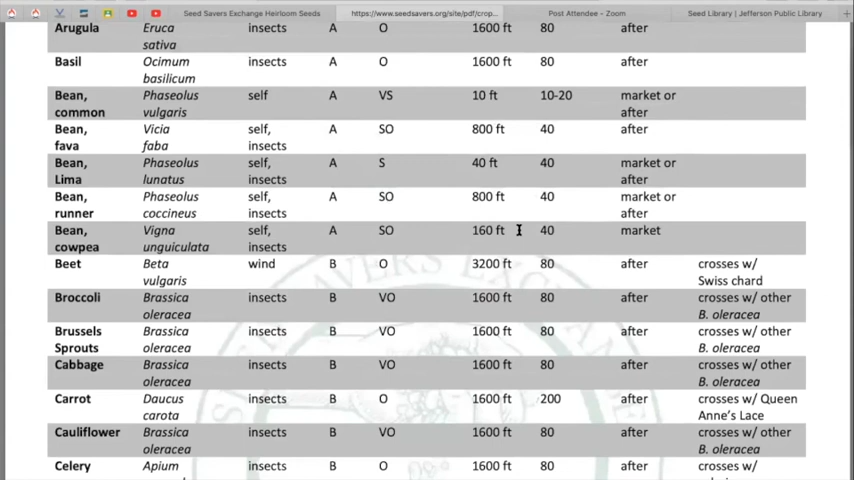 Seed Savers Exchange Heirloom Seeds https://www.seedsavers.org/site/pdf/crop... Post Attendee – Zoom Seed Library | Jefferson Public Library
Arugula Eruca insects A O 1600 ft 80 after
sativa
Basil Ocimum insects A O 1600 ft 80 after
basilicum
Bean, Phaseolus self A VS 10 ft 10-20 market or
common vulgaris after
Bean, Vicia self, A SO 800 ft 40 after
fava faba insects
Bean, Phaseolus self, A S 40 ft 40 market or
Lima lunatus insects after
Bean, Phaseolus self, A SO 800 ft 40 market or
runner coccineus insects after
Bean, Vigna self, A SO 160 ft 40 market
cowpea unguiculata insects
Beet Beta wind B O 3200 ft 80 after crosses w/
vulgaris Swiss chard
Broccoli Brassica insects B VO 1600 ft 80 after crosses w/ other
oleracea B. oleracea
Brussels Brassica insects B VO 1600 ft 80 after crosses w/ other
Sprouts oleracea B. oleracea
Cabbage Brassica insects B VO 1600 ft 80 after crosses w/ other
oleracea B. oleracea
Carrot Daucus insects B O 1600 ft 200 after crosses w/ Queen
carota Anne's Lace
Cauliflower Brassica insects B VO 1600 ft 80 after crosses w/ other
oleracea B. oleracea
Celery Apium insects B O 1600 ft 80 after crosses w/
SAVERS EXCHANGE